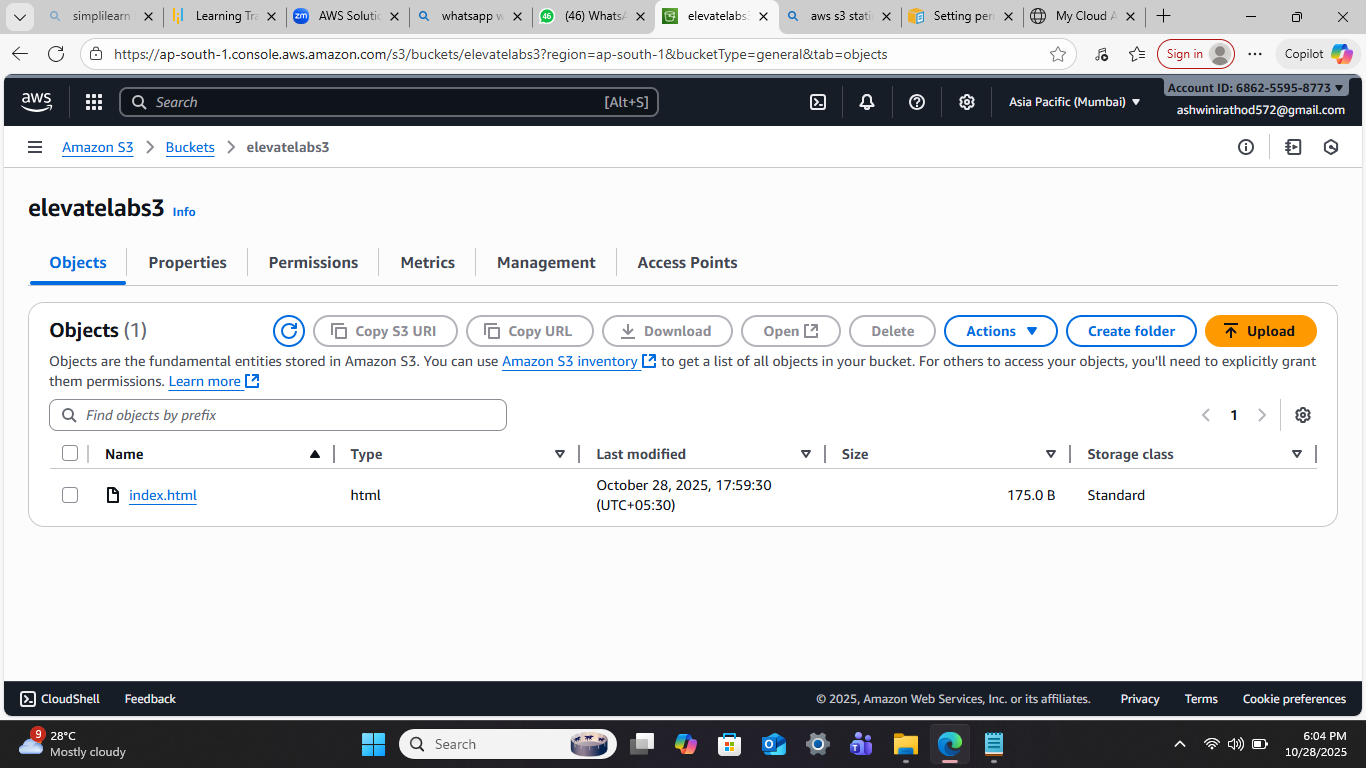 simplilearn
Learning Tra
AWS Soluti
whatsapp w
(46) WhatsA
elevatelabs3
aws s3 stati
Setting per
My Cloud A
https://ap-south-1.console.aws.amazon.com/s3/buckets/elevatelabs3?region=ap-south-1&bucketType=general&tab=objects
Sign in
Copilot
aws
Search
[Alt+S]
Asia Pacific (Mumbai)
Account ID: 6862-5595-8773
ashwinirathod572@gmail.com
Amazon S3
Buckets
elevatelabs3
elevatelabs3 Info
Objects
Properties
Permissions
Metrics
Management
Access Points
Objects (1)
Copy S3 URI
Copy URL
Download
Open
Delete
Actions
Create folder
Upload
Objects are the fundamental entities stored in Amazon S3. You can use Amazon S3 inventory to get a list of all objects in your bucket. For others to access your objects, you'll need to explicitly grant
them permissions. Learn more
Find objects by prefix
1
Name
Type
Last modified
Size
Storage class
index.html
html
October 28, 2025, 17:59:30
(UTC+05:30)
175.0 B
Standard
CloudShell
Feedback
© 2025, Amazon Web Services, Inc. or its affiliates.
Privacy
Terms
Cookie preferences
9
28°C
Mostly cloudy
Search
6:04 PM
10/28/2025